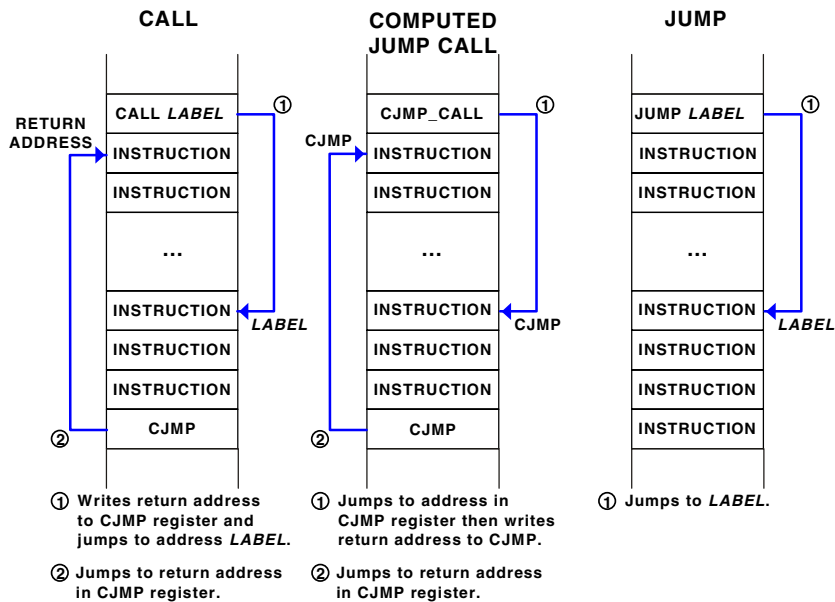 CALL
RETURN
ADDRESS
CALL LABEL
①
INSTRUCTION
INSTRUCTION
...
INSTRUCTION
LABEL
INSTRUCTION
INSTRUCTION
②
CJMP
① Writes return address
to CJMP register and
jumps to address LABEL.
② Jumps to return address
in CJMP register.
COMPUTED
JUMP CALL
CJMP_CALL
①
CJMP
INSTRUCTION
INSTRUCTION
...
INSTRUCTION
CJMP
INSTRUCTION
INSTRUCTION
②
CJMP
① Jumps to address in
CJMP register then writes
return address to CJMP.
② Jumps to return address
in CJMP register.
JUMP
JUMP LABEL
①
INSTRUCTION
INSTRUCTION
...
INSTRUCTION
LABEL
INSTRUCTION
INSTRUCTION
INSTRUCTION
① Jumps to LABEL.